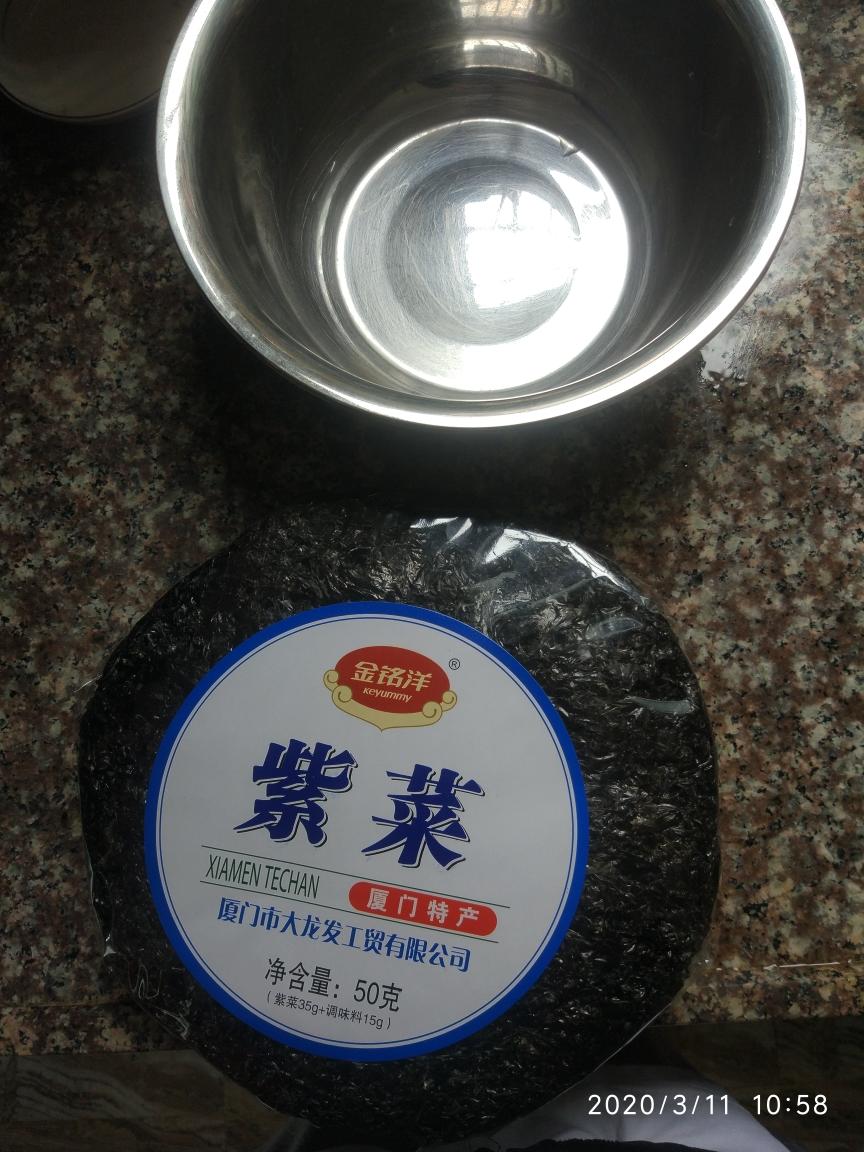 金铭洋®
Keyummy
紫菜
XIAMEN TECHAN
厦门特产
厦门市大龙发工贸有限公司
净含量：50克
（紫菜35g+调味料15g）
2020/3/11 10:58